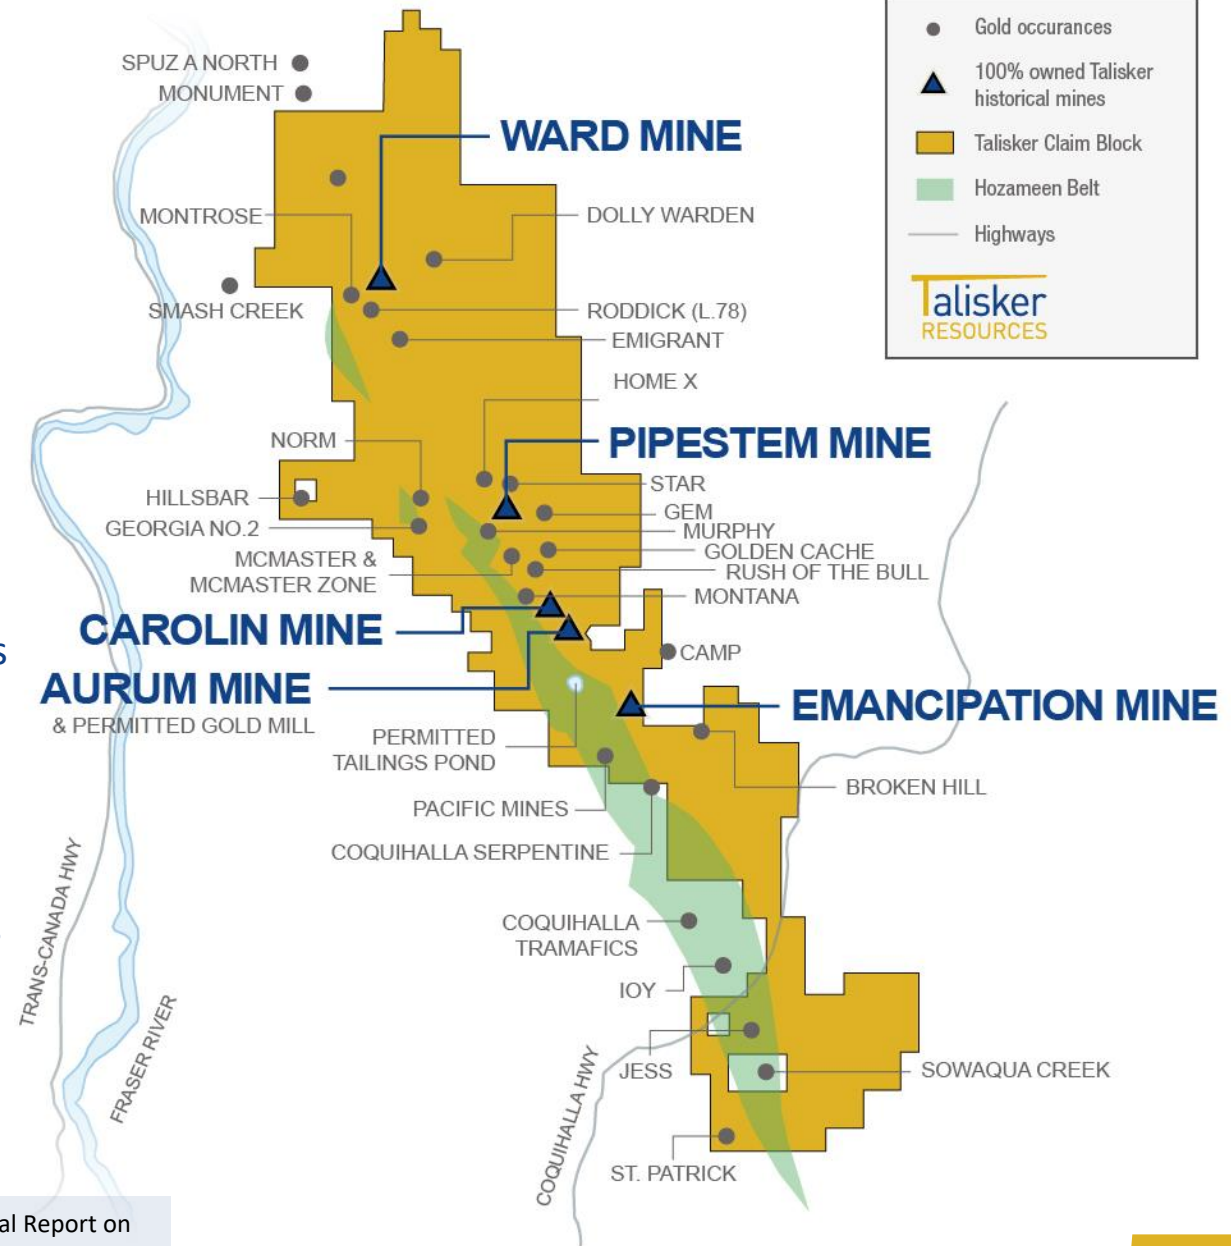 Gold occurances
100% owned Talisker
historical mines
Talisker Claim Block
Hozameen Belt
Highways
Talisker
RESOURCES
SPUZ A NORTH
MONUMENT
WARD MINE
MONTROSE
DOLLY WARDEN
SMASH CREEK
RODDICK (L.78)
EMIGRANT
HOME X
NORM
PIPESTEM MINE
HILLSBAR
STAR
GEM
GEORGIA NO.2
MURPHY
GOLDEN CACHE
MCMASTER &
MCMASTER ZONE
RUSH OF THE BULL
MONTANA
CAROLIN MINE
s
CAMP
AURUM MINE
& PERMITTED GOLD MILL
EMANCIPATION MINE
PERMITTED
TAILINGS POND
BROKEN HILL
PACIFIC MINES
COQUIHALLA SERPENTINE
TRANS-CANADA HWY
COQUIHALLA
TRAMAFICS
IOY
FRASER RIVER
JESS
SOWAQUA CREEK
COQUIHALLA HWY
ST. PATRICK
al Report on